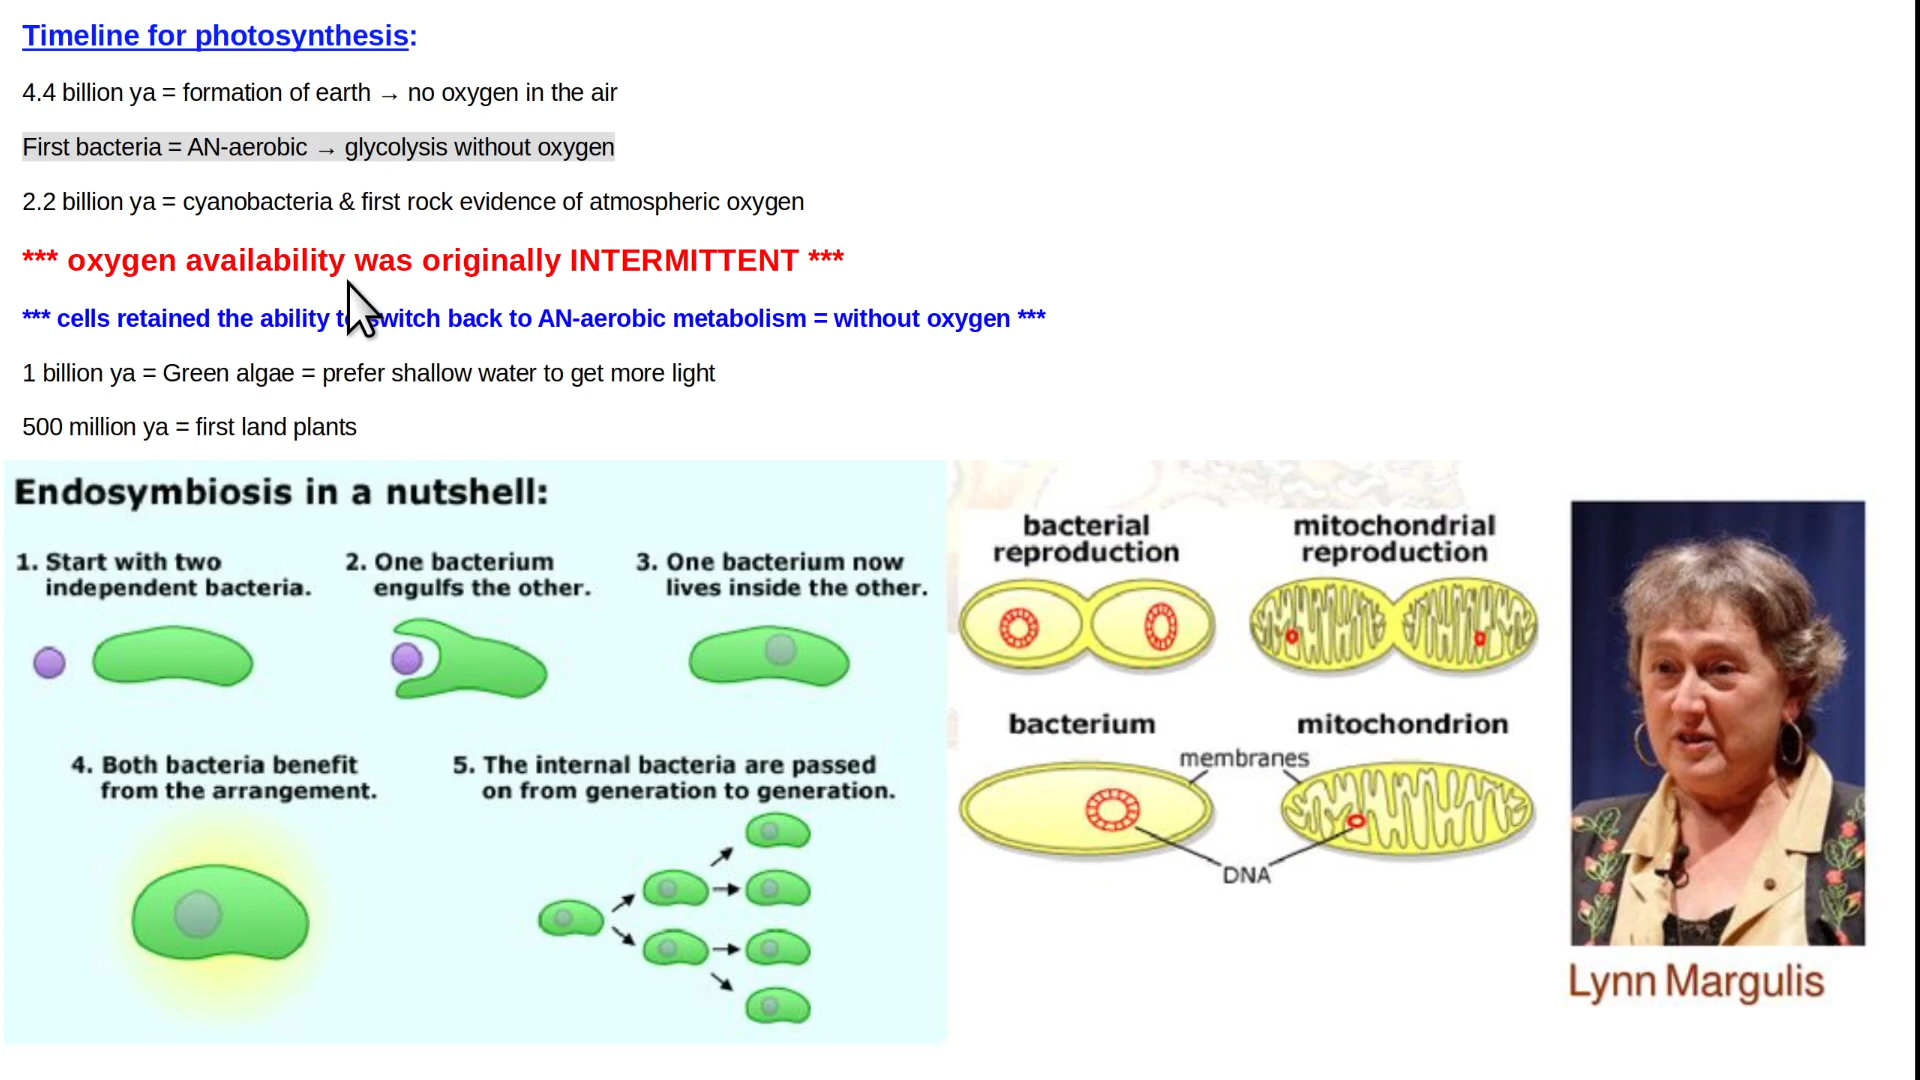 Timeline for photosynthesis:
4.4 billion ya = formation of earth → no oxygen in the air
First bacteria = AN-aerobic → glycolysis without oxygen
2.2 billion ya = cyanobacteria & first rock evidence of atmospheric oxygen
*** oxygen availability was originally INTERMITTENT ***
*** cells retained the ability to switch back to AN-aerobic metabolism = without oxygen ***
1 billion ya = Green algae = prefer shallow water to get more light
500 million ya = first land plants
Endosymbiosis in a nutshell:
1. Start with two
independent bacteria.
2. One bacterium
engulfs the other.
3. One bacterium now
lives inside the other.
4. Both bacteria benefit
from the arrangement.
5. The internal bacteria are passed
on from generation to generation.
bacterial
reproduction
mitochondrial
reproduction
bacterium
mitochondrion
membranes
DNA
Lynn Margulis